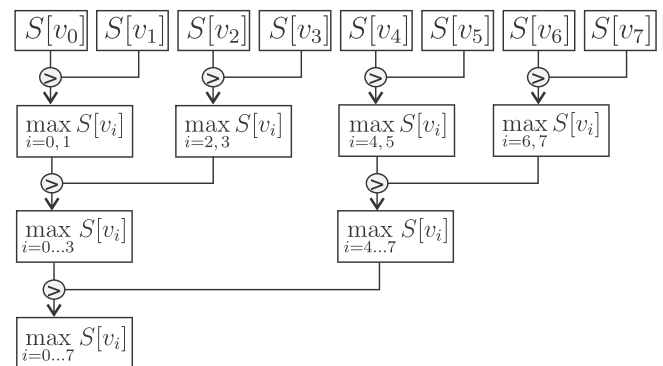 S[v₀] S[v₁] S[v₂] S[v₃] S[v₄] S[v₅] S[v₆] S[v₇]
> > > >
max S[vᵢ] max S[vᵢ] max S[vᵢ] max S[vᵢ]
i=0,1 i=2,3 i=4,5 i=6,7
> >
max S[vᵢ] max S[vᵢ]
i=0...3 i=4...7
>
max S[vᵢ]
i=0...7